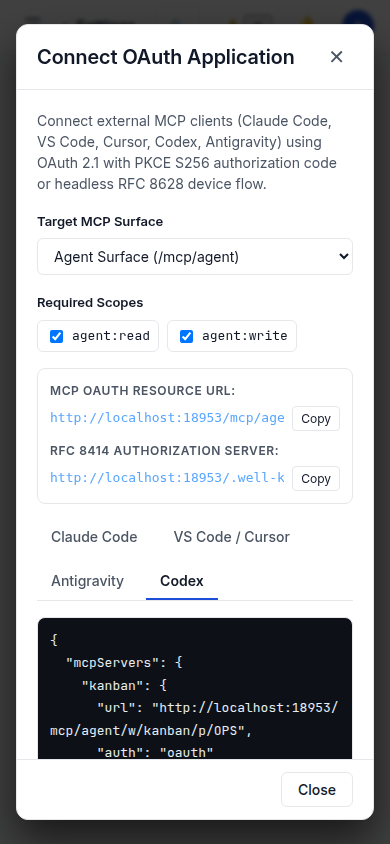 Connect OAuth Application
Connect external MCP clients (Claude Code,
VS Code, Cursor, Codex, Antigravity) using
OAuth 2.1 with PKCE S256 authorization code
or headless RFC 8628 device flow.
Target MCP Surface
Agent Surface (/mcp/agent)
Required Scopes
agent:read agent:write
MCP OAUTH RESOURCE URL:
http://localhost:18953/mcp/age Copy
RFC 8414 AUTHORIZATION SERVER:
http://localhost:18953/.well-k Copy
Claude Code VS Code / Cursor
Antigravity Codex
{
"mcpServers": {
"kanban": {
"url": "http://localhost:18953/
mcp/agent/w/kanban/p/OPS",
"auth": "oauth"
Close